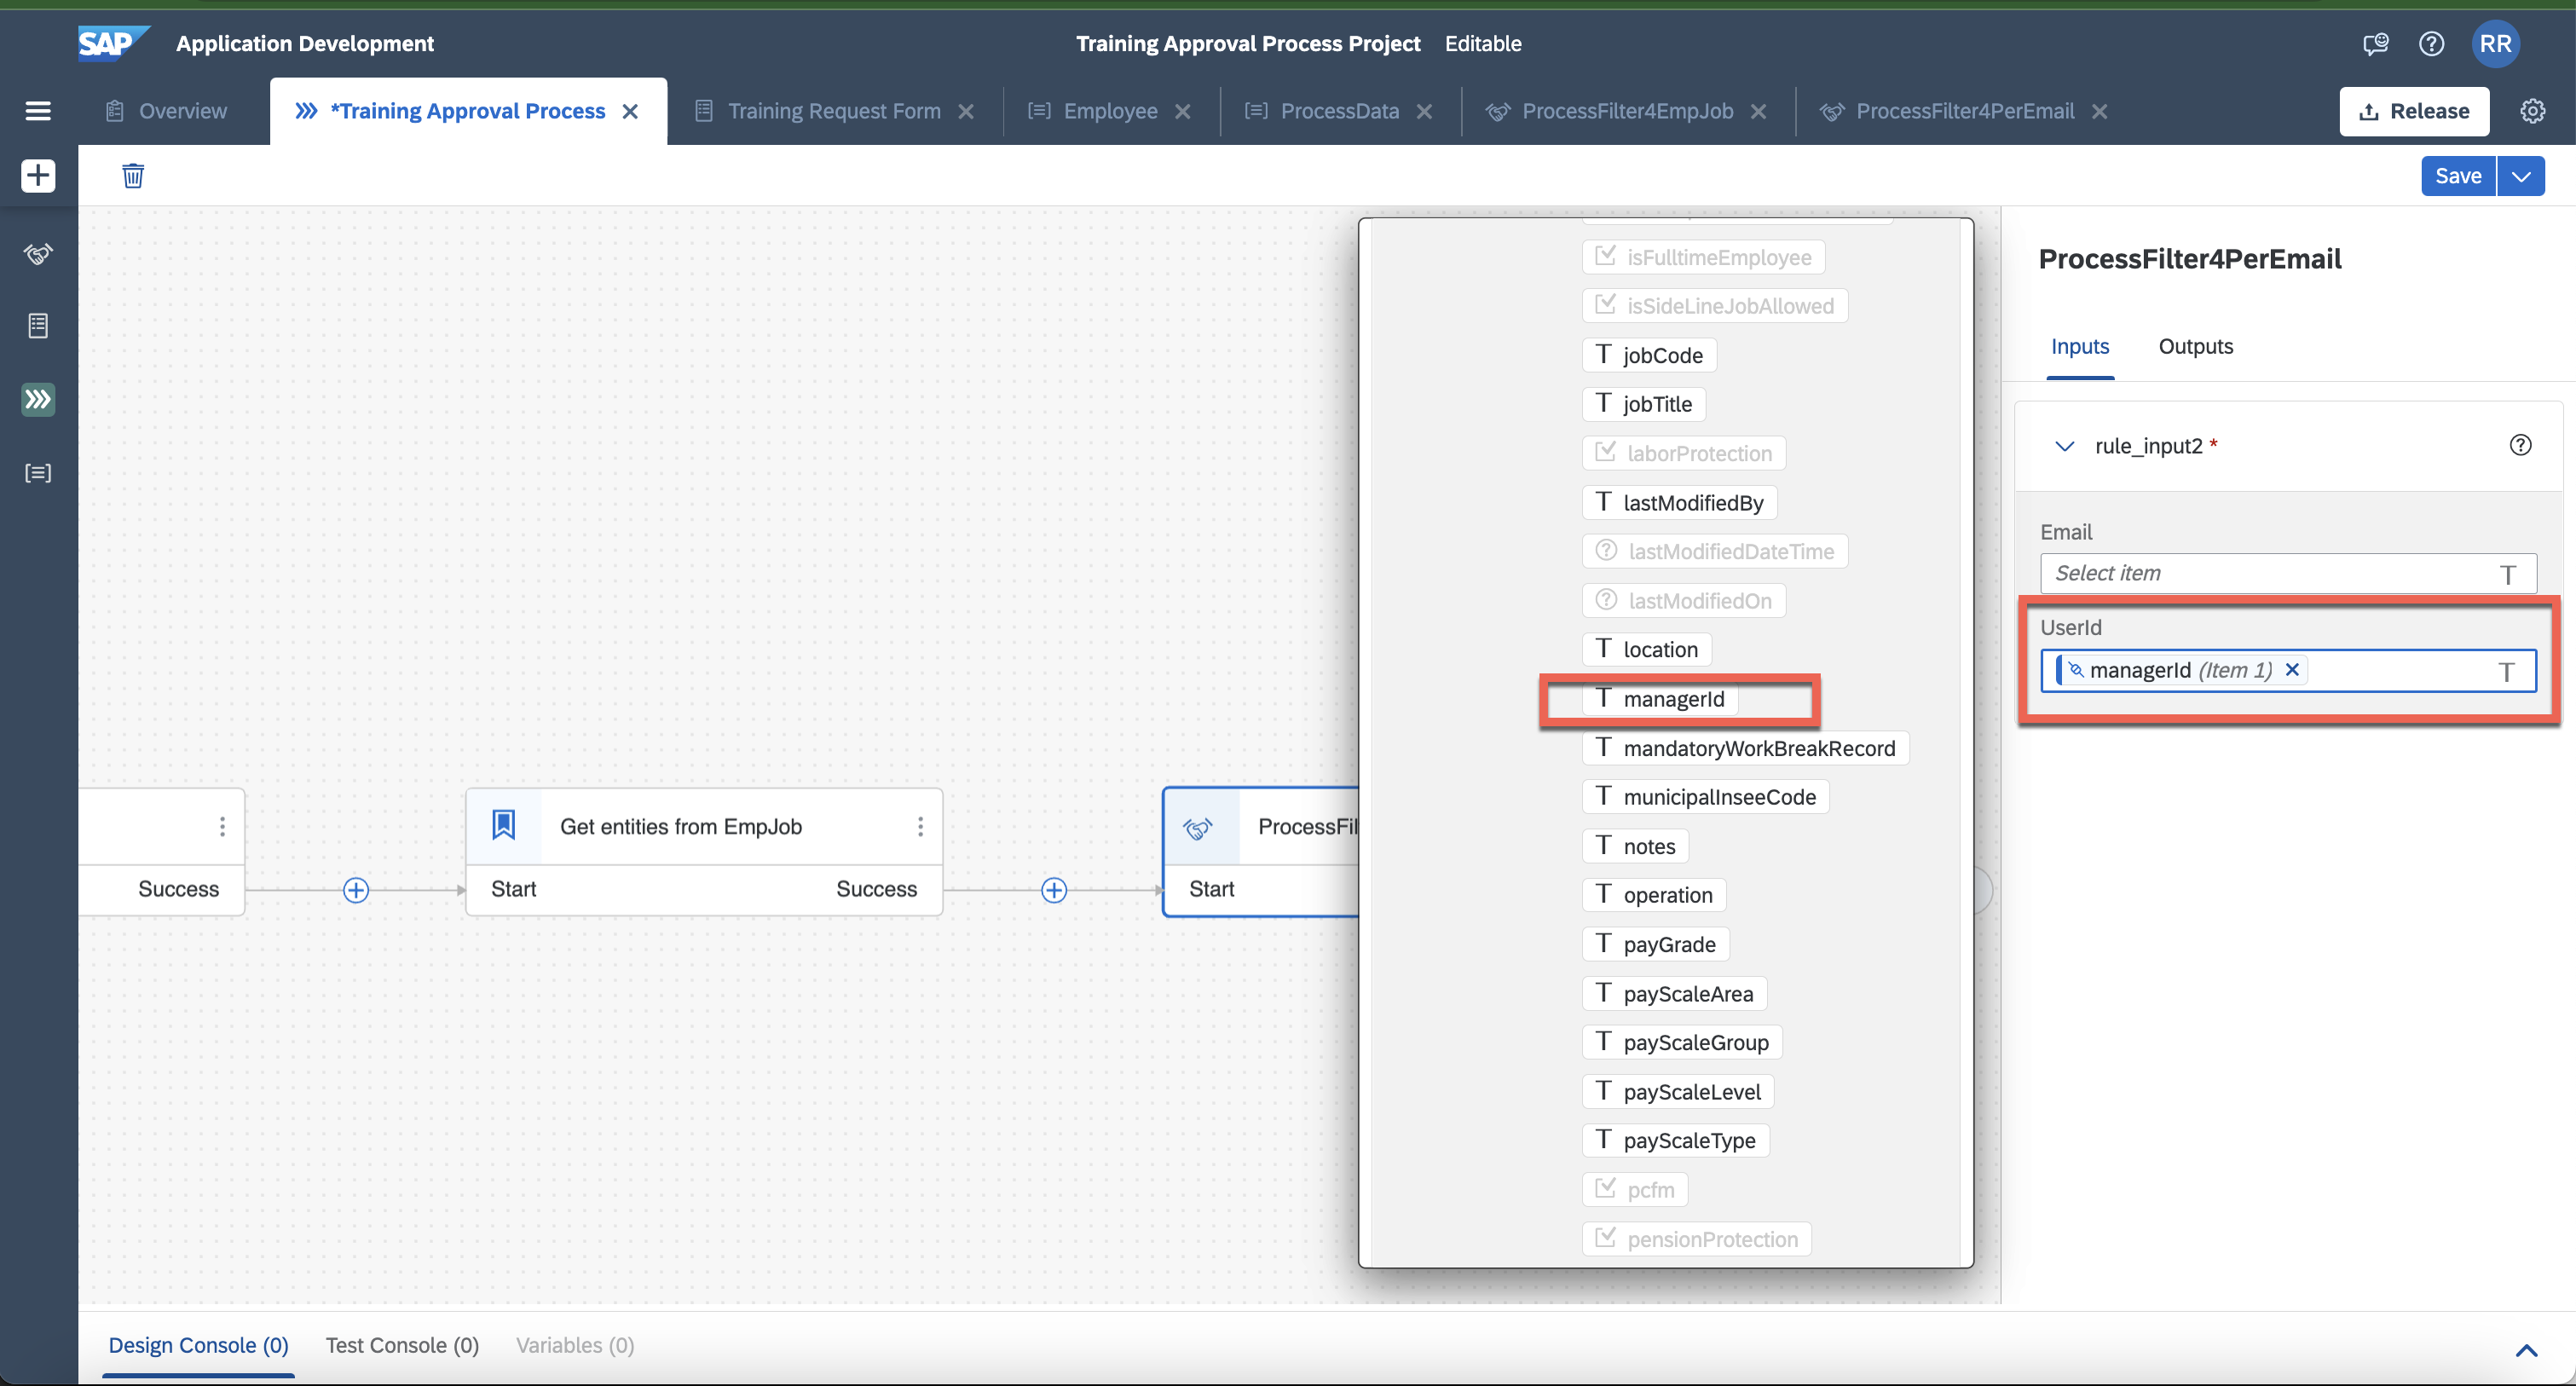 SAP Application Development Training Approval Process Project Editable RR
Overview *Training Approval Process Training Request Form Employee ProcessData ProcessFilter4EmpJob ProcessFilter4PerEmail Release
Save
ProcessFilter4PerEmail
Inputs Outputs
rule_input2 *
Email
Select item T
UserId
managerId (Item 1) T
isFulltimeEmployee
isSideLineJobAllowed
T jobCode
T jobTitle
laborProtection
T lastModifiedBy
lastModifiedDateTime
lastModifiedOn
T location
T managerId
T mandatoryWorkBreakRecord
T municipalInseeCode
T notes
T operation
T payGrade
T payScaleArea
T payScaleGroup
T payScaleLevel
T payScaleType
pcfm
pensionProtection
Success
Get entities from EmpJob
Start Success
ProcessFil
Start
Design Console (0) Test Console (0) Variables (0)